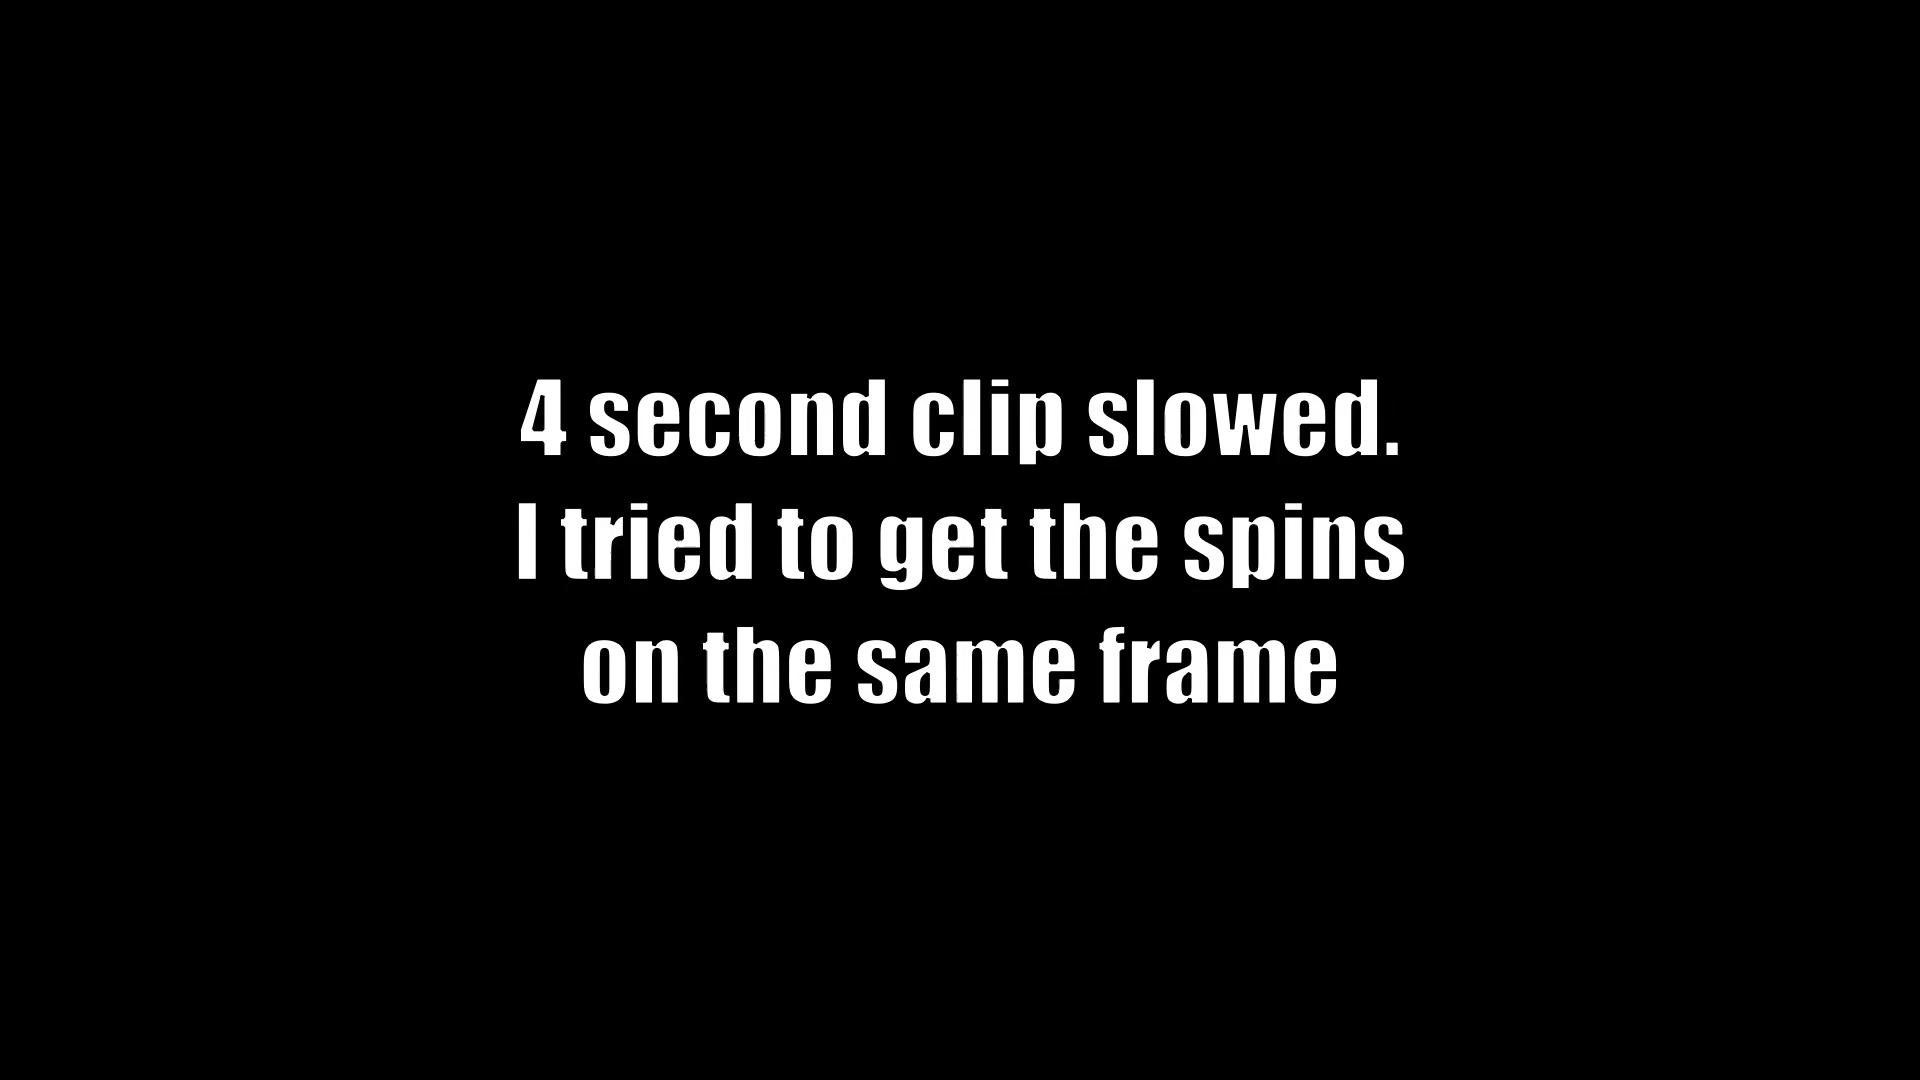 4 second clip slowed.
I tried to get the spins
on the same frame